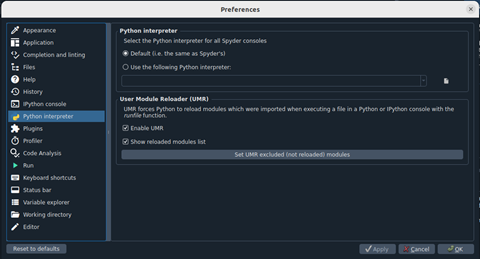 Preferences
Appearance
Application
Completion and linting
Files
Help
History
IPython console
Python interpreter
Plugins
Profiler
Code Analysis
Run
Keyboard shortcuts
Status bar
Variable explorer
Working directory
Editor
Python interpreter
Select the Python interpreter for all Spyder consoles
Default (i.e. the same as Spyder's)
Use the following Python interpreter:
User Module Reloader (UMR)
UMR forces Python to reload modules which were imported when executing a file in a Python or IPython console with the
runfile function.
Enable UMR
Show reloaded modules list
Set UMR excluded (not reloaded) modules
Reset to defaults
Apply
Cancel
OK